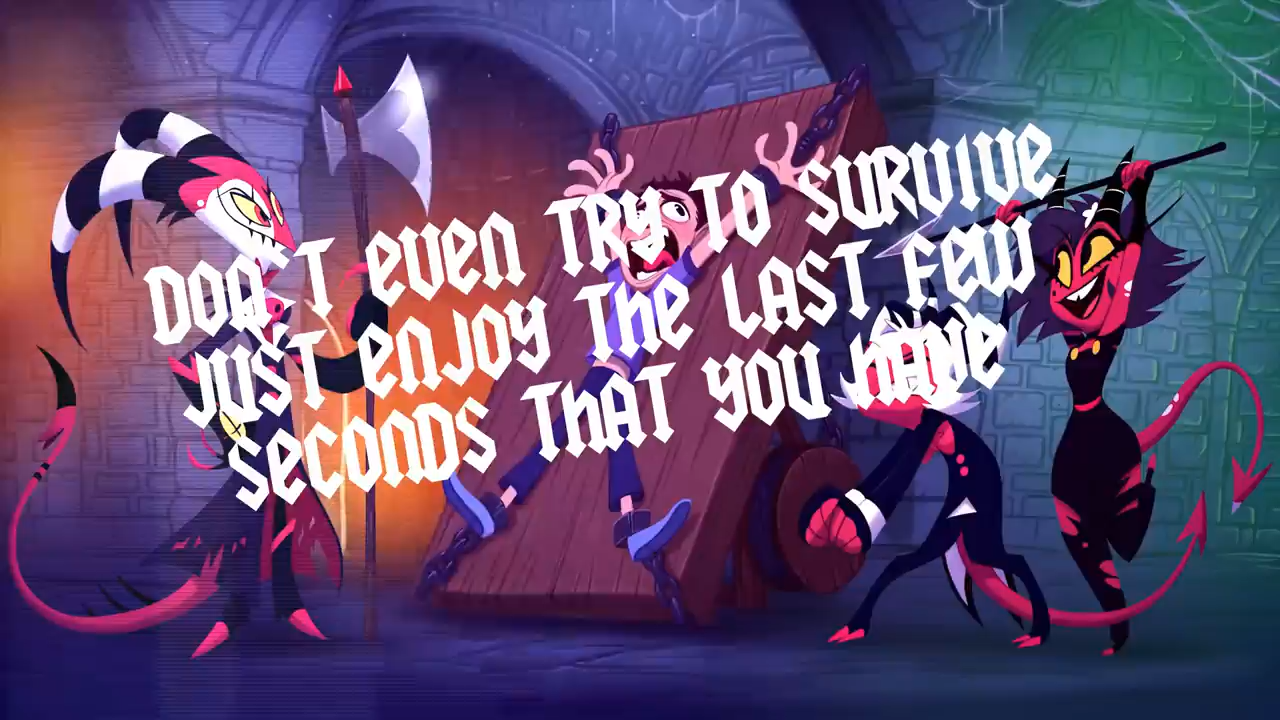 DON'T EVEN TRY TO SURVIVE
JUST ENJOY THE LAST FEW
SECONDS THAT YOU HAVE